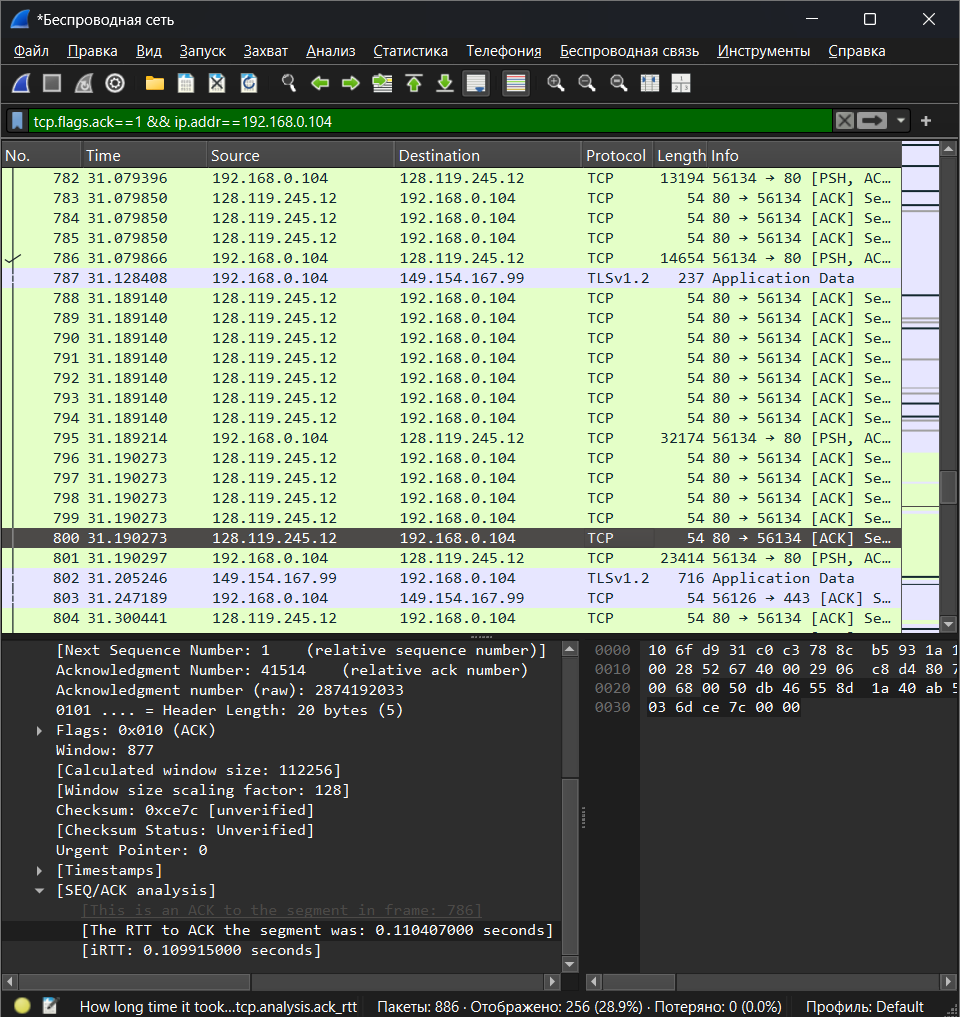 *Беспроводная сеть
Файл Правка Вид Запуск Захват Анализ Статистика Телефония Беспроводная связь Инструменты Справка
tcp.flags.ack==1 && ip.addr==192.168.0.104
No. Time Source Destination Protocol Length Info
782 31.079396 192.168.0.104 128.119.245.12 TCP 13194 56134 → 80 [PSH, AC…
783 31.079850 128.119.245.12 192.168.0.104 TCP 54 80 → 56134 [ACK] Se…
784 31.079850 128.119.245.12 192.168.0.104 TCP 54 80 → 56134 [ACK] Se…
785 31.079850 128.119.245.12 192.168.0.104 TCP 54 80 → 56134 [ACK] Se…
786 31.079866 192.168.0.104 128.119.245.12 TCP 14654 56134 → 80 [PSH, AC…
787 31.128408 192.168.0.104 149.154.167.99 TLSv1.2 237 Application Data
788 31.189140 128.119.245.12 192.168.0.104 TCP 54 80 → 56134 [ACK] Se…
789 31.189140 128.119.245.12 192.168.0.104 TCP 54 80 → 56134 [ACK] Se…
790 31.189140 128.119.245.12 192.168.0.104 TCP 54 80 → 56134 [ACK] Se…
791 31.189140 128.119.245.12 192.168.0.104 TCP 54 80 → 56134 [ACK] Se…
792 31.189140 128.119.245.12 192.168.0.104 TCP 54 80 → 56134 [ACK] Se…
793 31.189140 128.119.245.12 192.168.0.104 TCP 54 80 → 56134 [ACK] Se…
794 31.189140 128.119.245.12 192.168.0.104 TCP 54 80 → 56134 [ACK] Se…
795 31.189214 192.168.0.104 128.119.245.12 TCP 32174 56134 → 80 [PSH, AC…
796 31.190273 128.119.245.12 192.168.0.104 TCP 54 80 → 56134 [ACK] Se…
797 31.190273 128.119.245.12 192.168.0.104 TCP 54 80 → 56134 [ACK] Se…
798 31.190273 128.119.245.12 192.168.0.104 TCP 54 80 → 56134 [ACK] Se…
799 31.190273 128.119.245.12 192.168.0.104 TCP 54 80 → 56134 [ACK] Se…
800 31.190273 128.119.245.12 192.168.0.104 TCP 54 80 → 56134 [ACK] Se…
801 31.190297 192.168.0.104 128.119.245.12 TCP 23414 56134 → 80 [PSH, AC…
802 31.205246 149.154.167.99 192.168.0.104 TLSv1.2 716 Application Data
803 31.247189 192.168.0.104 149.154.167.99 TCP 54 56126 → 443 [ACK] S…
804 31.300441 128.119.245.12 192.168.0.104 TCP 54 80 → 56134 [ACK] Se…
[Next Sequence Number: 1 (relative sequence number)]
Acknowledgment Number: 41514 (relative ack number)
Acknowledgment number (raw): 2874192033
0101 .... = Header Length: 20 bytes (5)
Flags: 0x010 (ACK)
Window: 877
[Calculated window size: 112256]
[Window size scaling factor: 128]
Checksum: 0xce7c [unverified]
[Checksum Status: Unverified]
Urgent Pointer: 0
[Timestamps]
[SEQ/ACK analysis]
[This is an ACK to the segment in frame: 786]
[The RTT to ACK the segment was: 0.110407000 seconds]
[iRTT: 0.109915000 seconds]
0000 10 6f d9 31 c0 c3 78 8c b5 93 1a 1
0010 00 28 52 67 40 00 29 06 c8 d4 80 7
0020 00 68 00 50 db 46 55 8d 1a 40 ab 5
0030 03 6d ce 7c 00 00
How long time it took…tcp.analysis.ack_rtt Пакеты: 886 · Отображено: 256 (28.9%) · Потеряно: 0 (0.0%) Профиль: Default